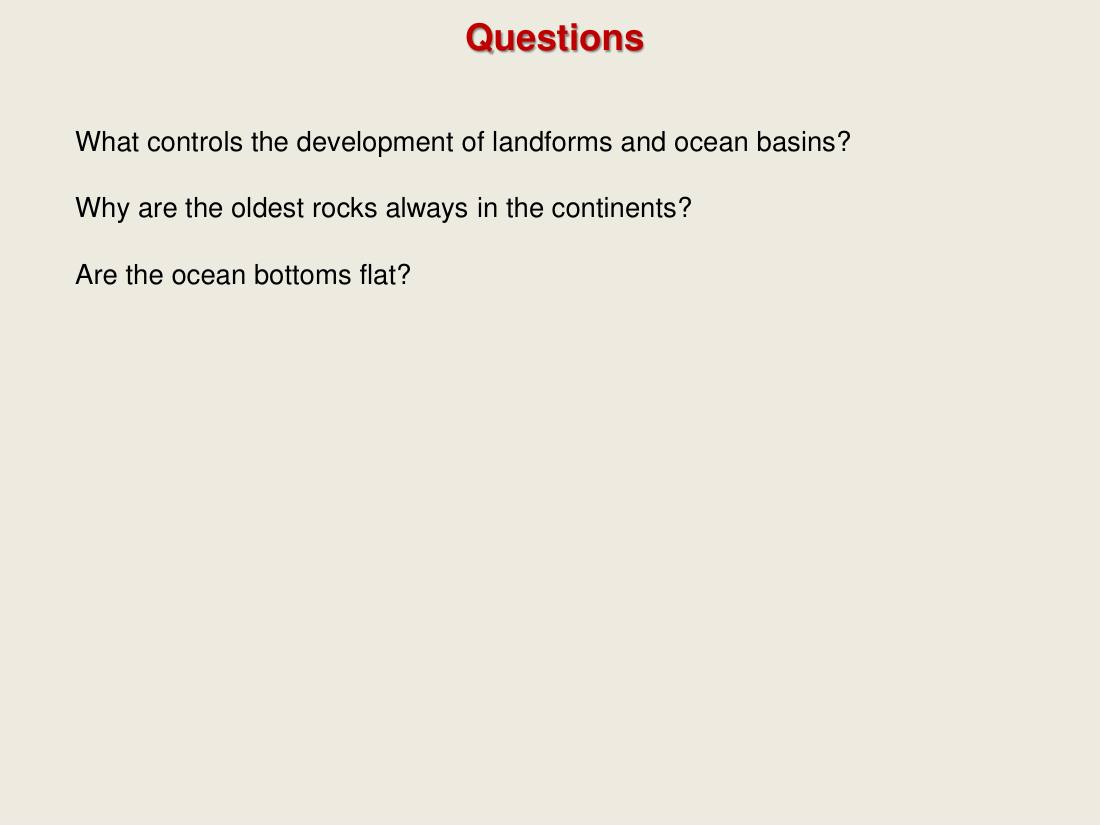 Questions
What controls the development of landforms and ocean basins?
Why are the oldest rocks always in the continents?
Are the ocean bottoms flat?